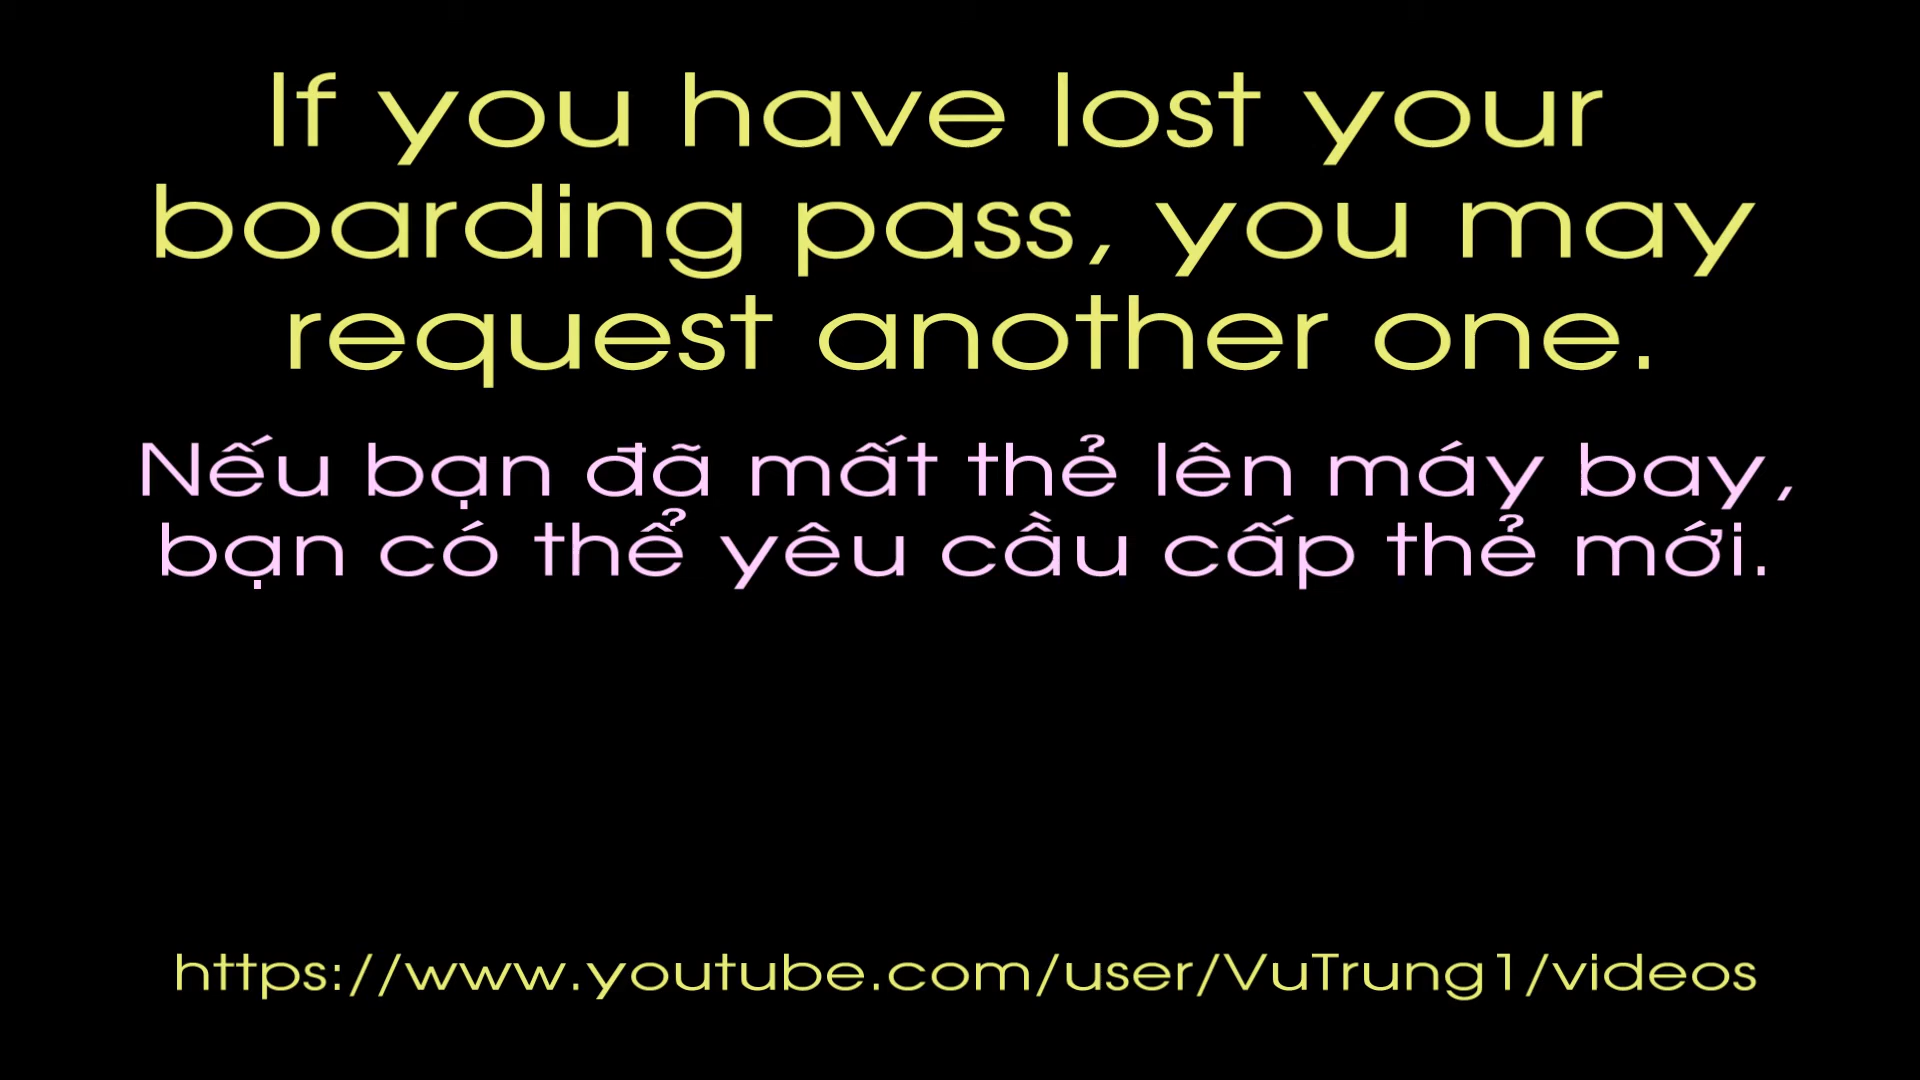 If you have lost your
boarding pass, you may
request another one.
Nếu bạn đã mất thẻ lên máy bay,
bạn có thể yêu cầu cấp thẻ mới.
https://www.youtube.com/user/VuTrung1/videos